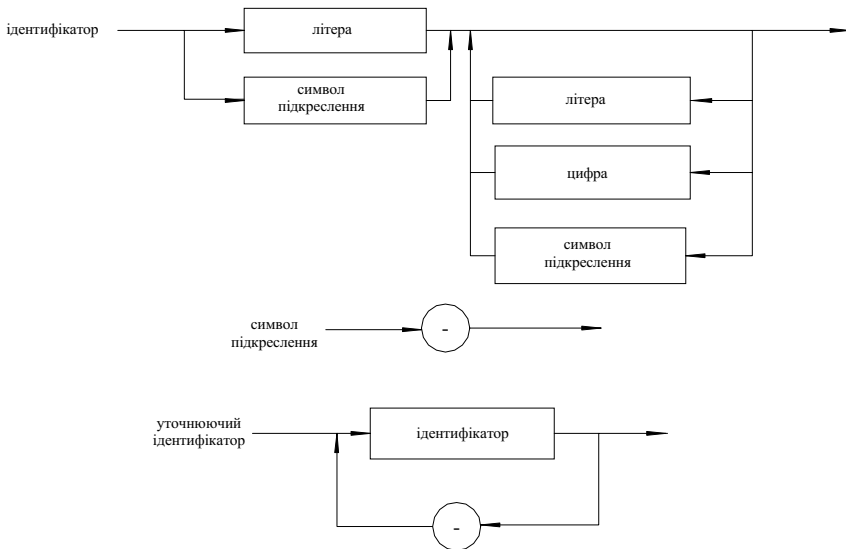 ідентифікатор
літера
символ
підкреслення
літера
цифра
символ
підкреслення
символ
підкреслення
-
уточнюючий
ідентифікатор
ідентифікатор
-